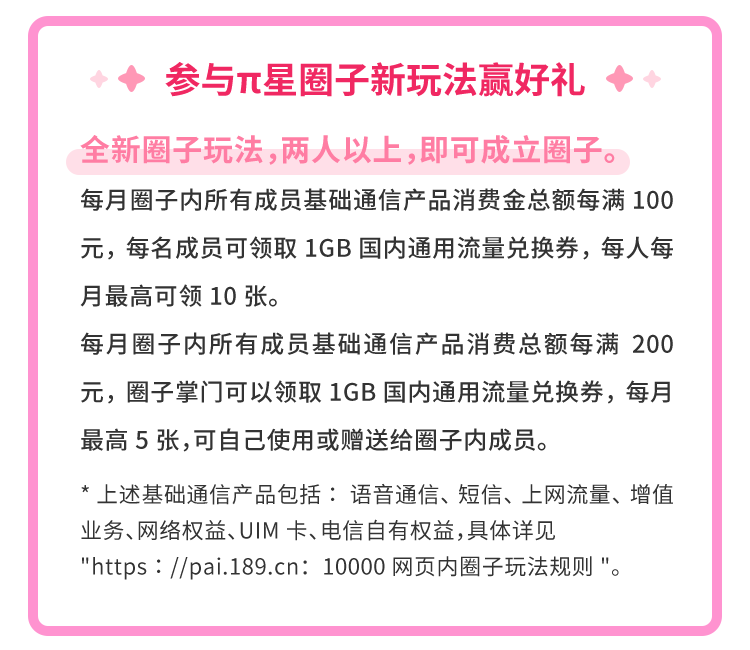 参与π星圈子新玩法赢好礼
全新圈子玩法,两人以上,即可成立圈子。
每月圈子内所有成员基础通信产品消费金总额每满 100
元，每名成员可领取 1GB 国内通用流量兑换券，每人每
月最高可领 10 张。
每月圈子内所有成员基础通信产品消费总额每满 200
元，圈子掌门可以领取 1GB 国内通用流量兑换券，每月
最高 5 张,可自己使用或赠送给圈子内成员。
* 上述基础通信产品包括：语音通信、短信、上网流量、增值
业务、网络权益、UIM 卡、电信自有权益,具体详见
"https：//pai.189.cn：10000 网页内圈子玩法规则 "。